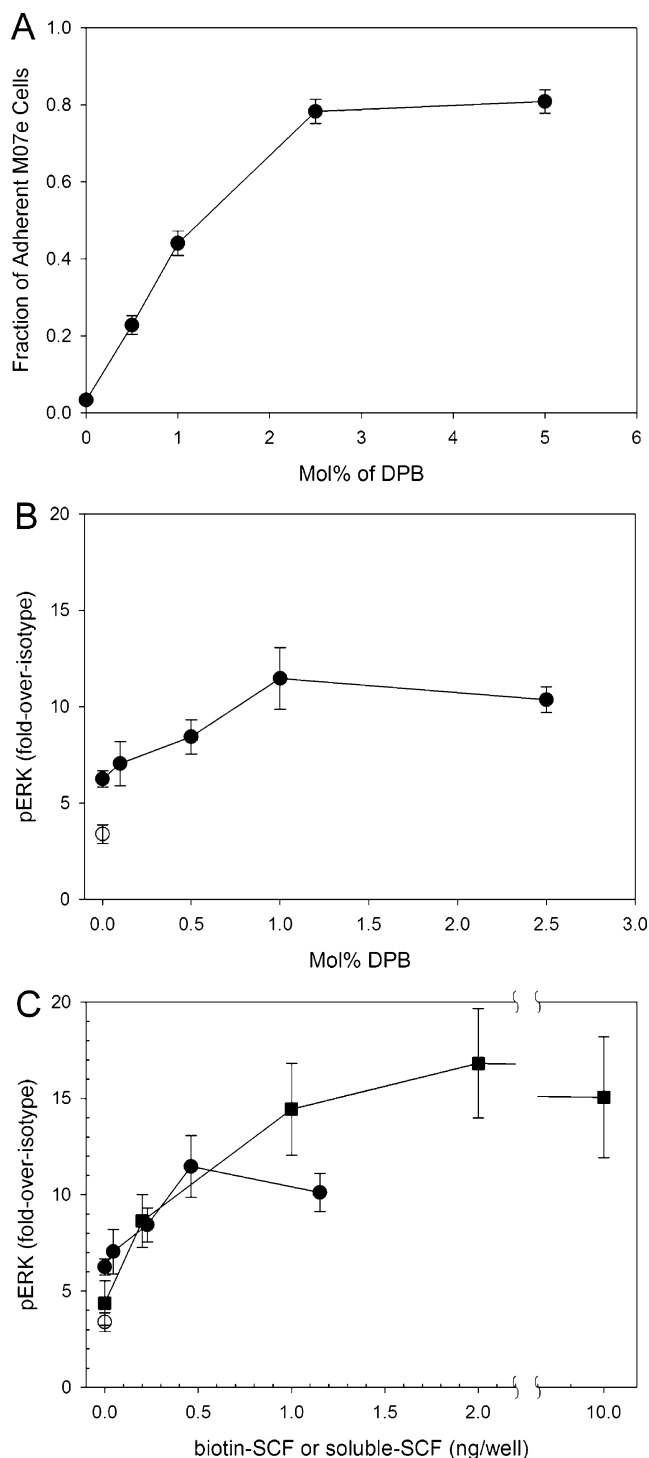 A
1.0
0.8
0.6
0.4
0.2
0.0
Fraction of Adherent M07e Cells
0 1 2 3 4 5 6
Mol% of DPB
B
20
15
10
5
0
pERK (fold-over-isotype)
0.0 0.5 1.0 1.5 2.0 2.5 3.0
Mol% DPB
C
20
15
10
5
0
pERK (fold-over-isotype)
0.0 0.5 1.0 2.0 10.0
biotin-SCF or soluble-SCF (ng/well)